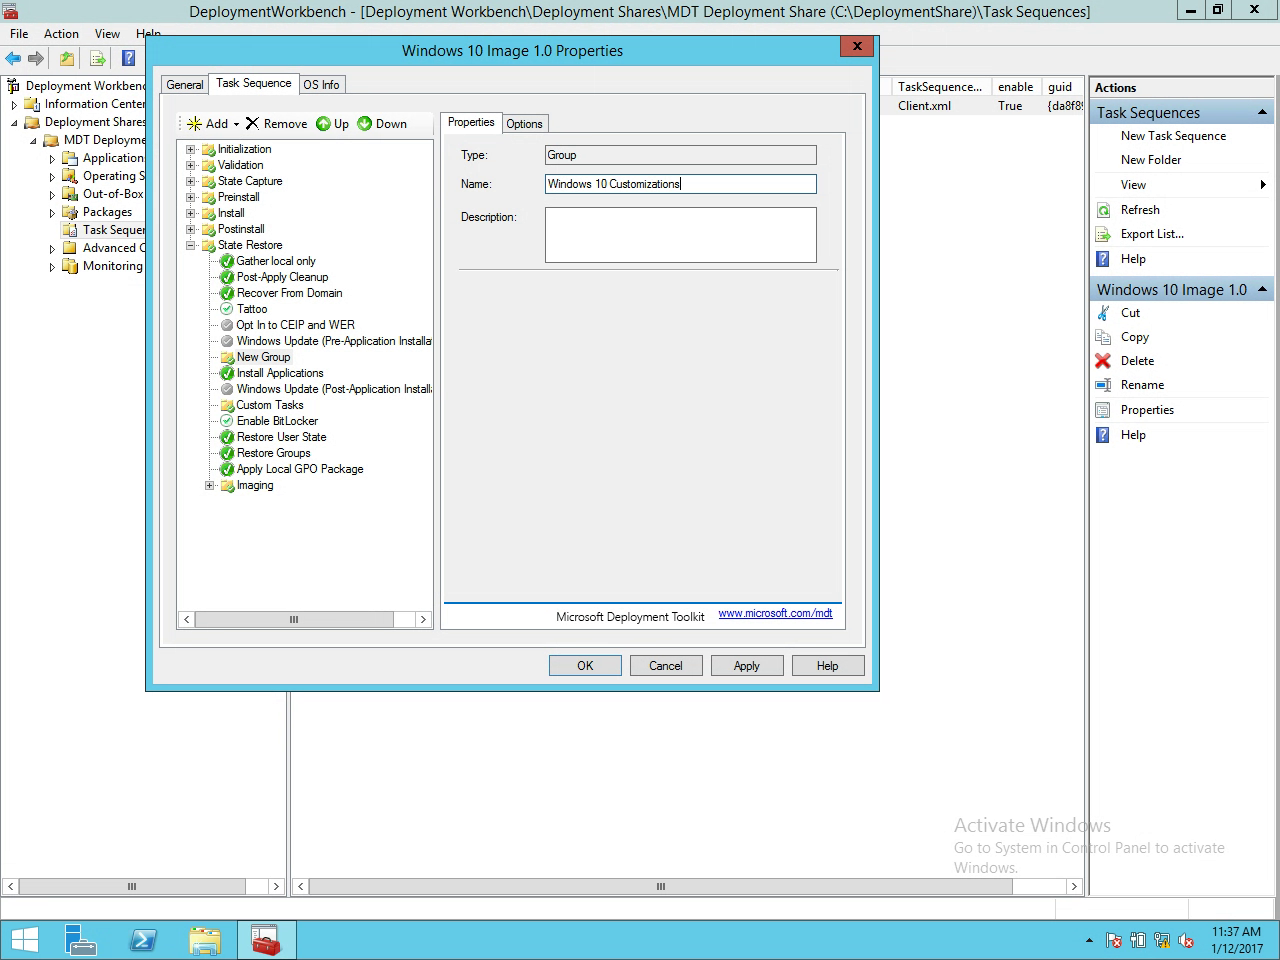 DeploymentWorkbench - [Deployment Workbench\Deployment Shares\MDT Deployment Share (C:\DeploymentShare)\Task Sequences]
File Action View Help
Windows 10 Image 1.0 Properties
Deployment Workbenc
Information Center
Deployment Shares
MDT Deployme
Application
Operating S
Out-of-Box
Packages
Task Sequer
Advanced C
Monitoring
General
Task Sequence
OS Info
Add
Remove
Up
Down
Initialization
Validation
State Capture
Preinstall
Install
Postinstall
State Restore
Gather local only
Post-Apply Cleanup
Recover From Domain
Tattoo
Opt In to CEIP and WER
Windows Update (Pre-Application Installa
New Group
Install Applications
Windows Update (Post-Application Install
Custom Tasks
Enable BitLocker
Restore User State
Restore Groups
Apply Local GPO Package
Imaging
Properties
Options
Type: Group
Name: Windows 10 Customizations
Description:
Microsoft Deployment Toolkit www.microsoft.com/mdt
OK
Cancel
Apply
Help
TaskSequence... enable guid
Client.xml True {da8f89
Actions
Task Sequences
New Task Sequence
New Folder
View
Refresh
Export List...
Help
Windows 10 Image 1.0
Cut
Copy
Delete
Rename
Properties
Help
Activate Windows
Go to System in Control Panel to activate
Windows.
11:37 AM
1/12/2017